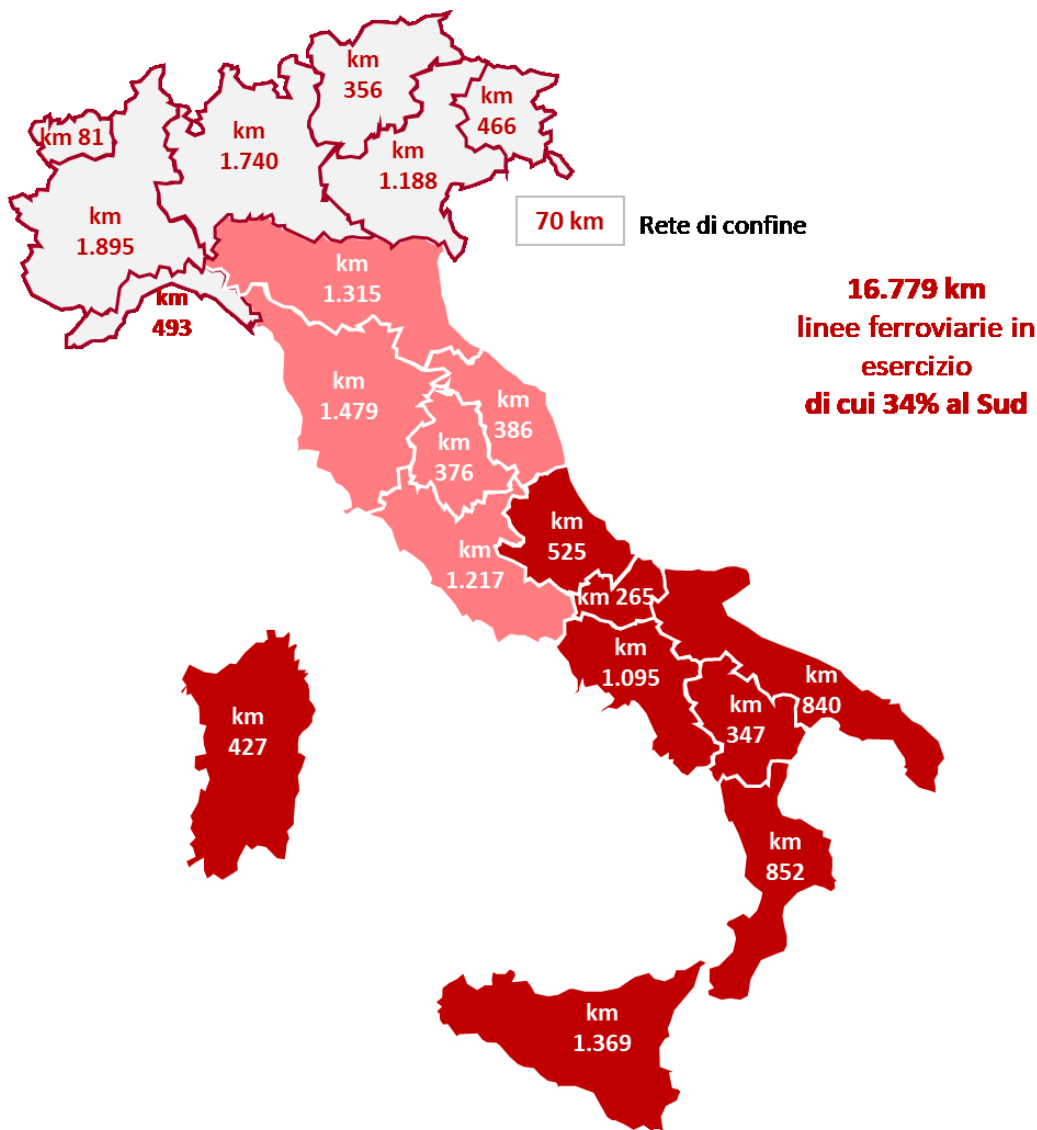 km
356
km
466
km 81
km
1.740
km
1.188
km
1.895
70 km
Rete di confine
km
493
km
1.315
16.779 km
linee ferroviarie in
esercizio
di cui 34% al Sud
km
1.479
km
386
km
376
km
525
km
1.217
km 265
km
1.095
km
840
km
347
km
427
km
852
km
1.369